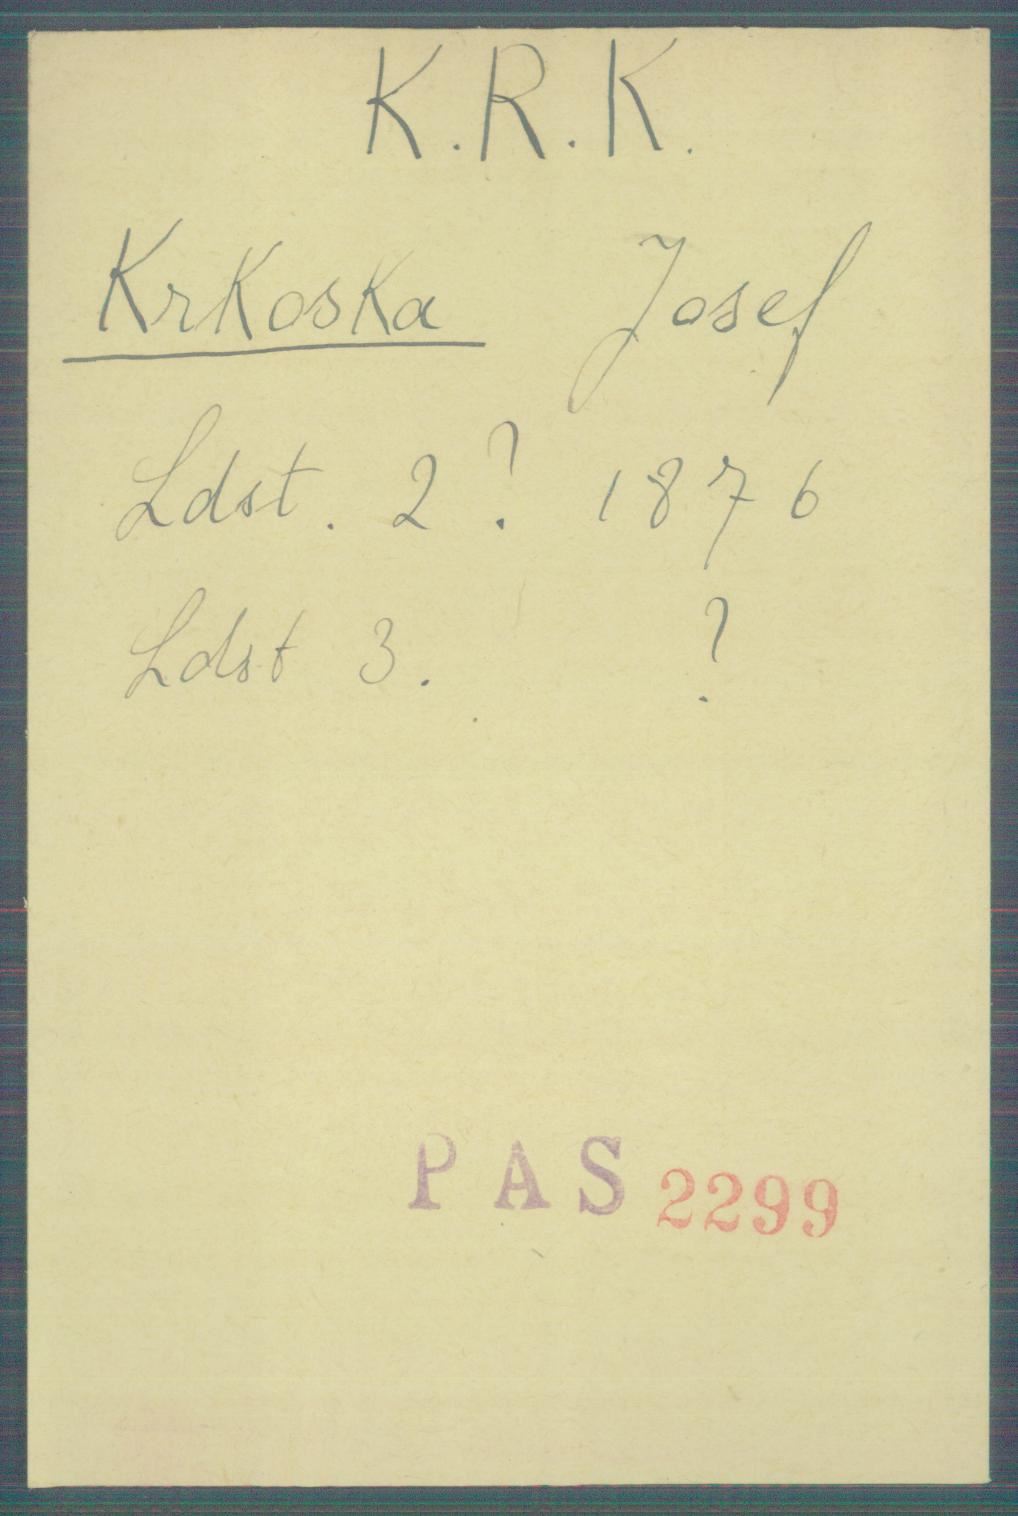 K.R.K.
Krkoska Josef
Ldst. 2 ? 1876
Ldst 3. ?
PAS 2299